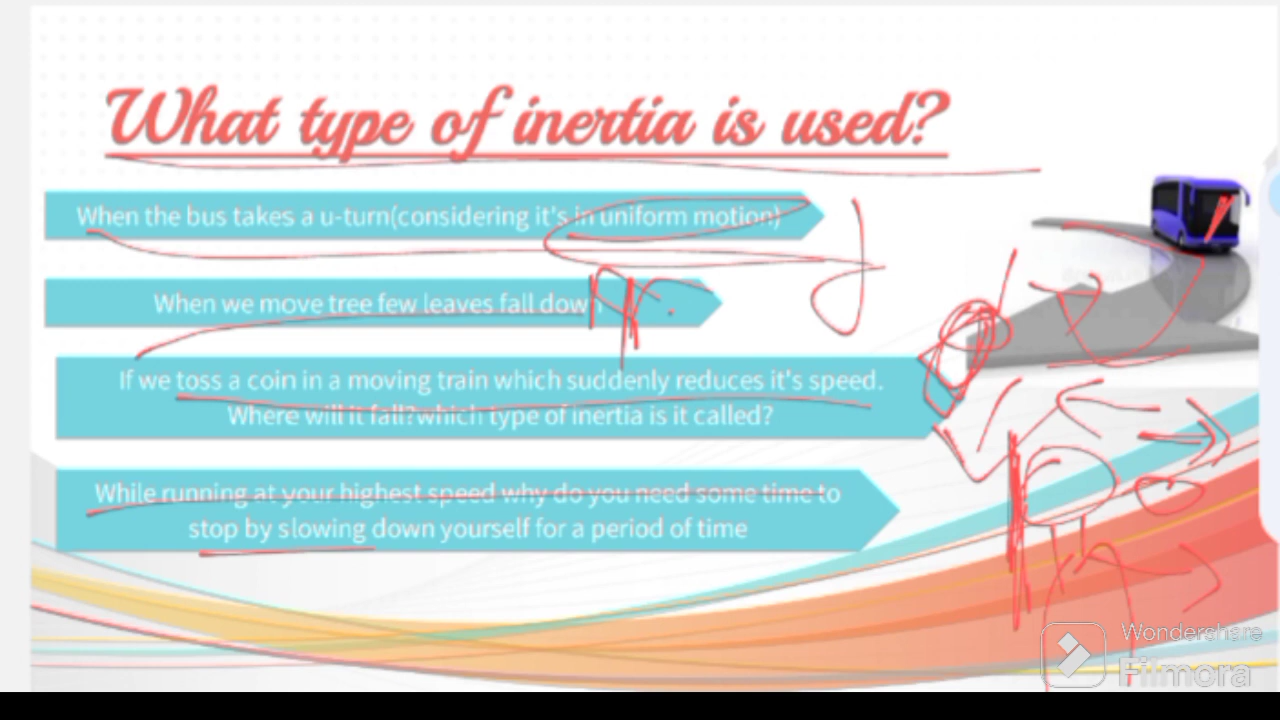 What type of inertia is used?
When the bus takes a u-turn(considering it's in uniform motion)
When we move tree few leaves fall down
If we toss a coin in a moving train which suddenly reduces it's speed.
Where will it fall?which type of inertia is it called?
While running at your highest speed why do you need some time to
stop by slowing down yourself for a period of time
Wondershare
Filmora